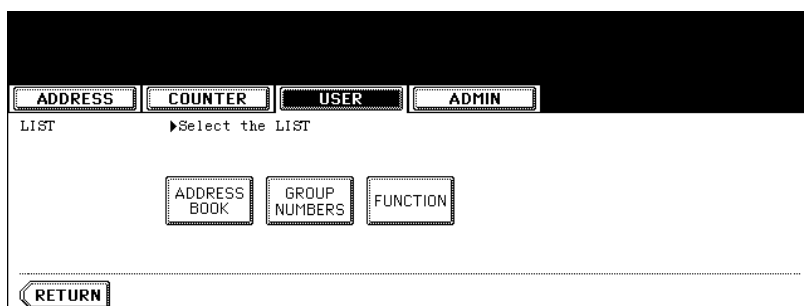 ADDRESS COUNTER USER ADMIN
LIST ▶Select the LIST
ADDRESS BOOK
GROUP NUMBERS
FUNCTION
RETURN